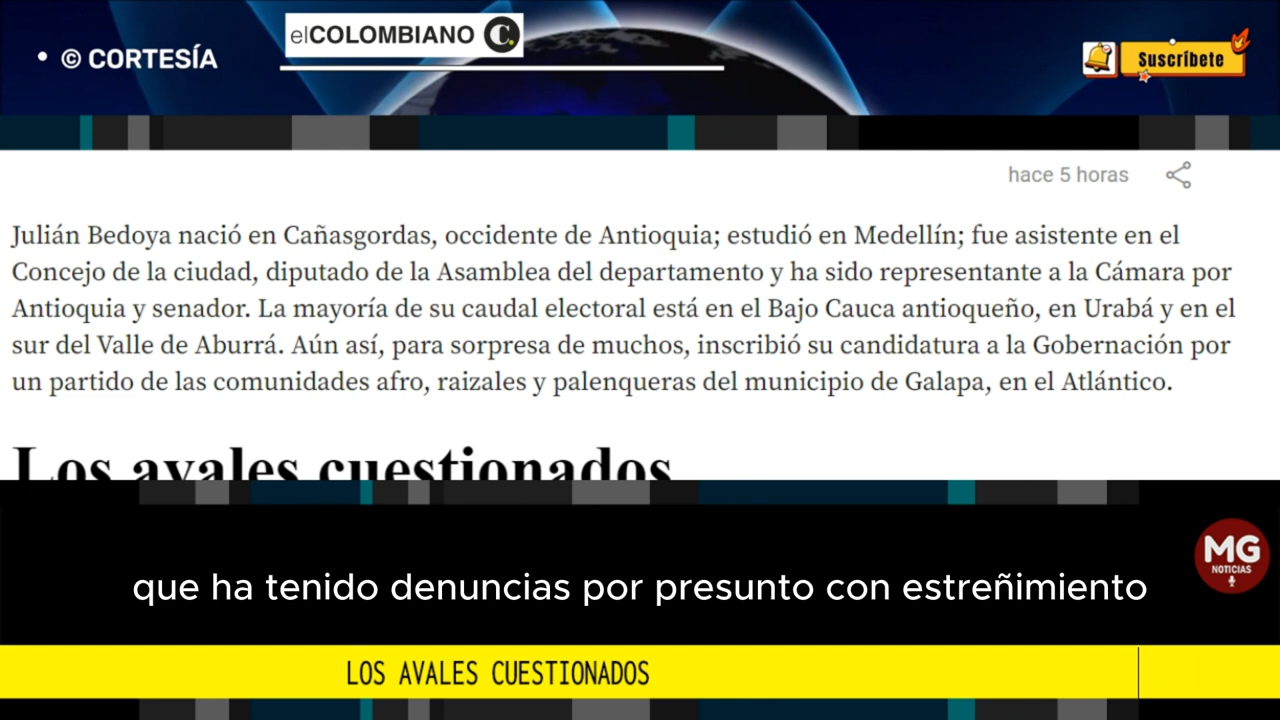 • © CORTESÍA
elCOLOMBIANO C.
Suscríbete
hace 5 horas
Julián Bedoya nació en Cañasgordas, occidente de Antioquia; estudió en Medellín; fue asistente en el
Concejo de la ciudad, diputado de la Asamblea del departamento y ha sido representante a la Cámara por
Antioquia y senador. La mayoría de su caudal electoral está en el Bajo Cauca antioqueño, en Urabá y en el
sur del Valle de Aburrá. Aún así, para sorpresa de muchos, inscribió su candidatura a la Gobernación por
un partido de las comunidades afro, raizales y palenqueras del municipio de Galapa, en el Atlántico.
Los avales cuestionados
que ha tenido denuncias por presunto con estreñimiento
MG
NOTICIAS
LOS AVALES CUESTIONADOS